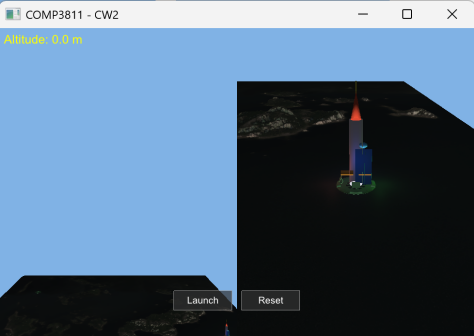 COMP3811 - CW2
Altitude: 0.0 m
Launch
Reset